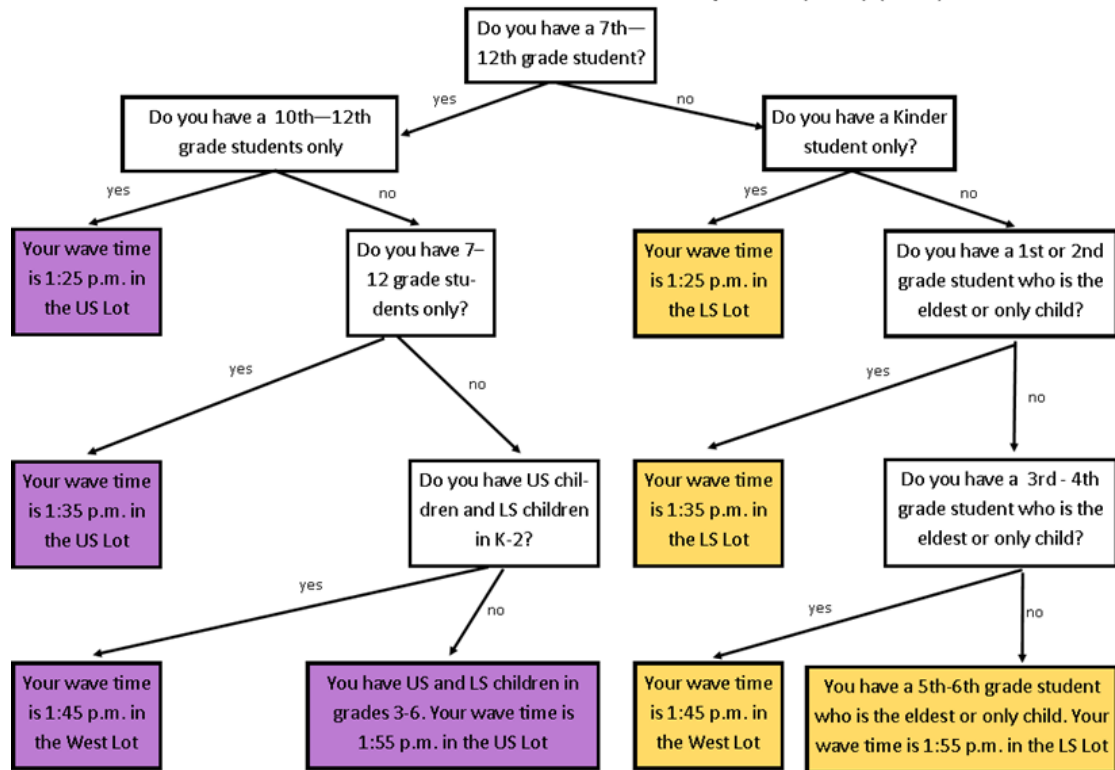 Do you have a 7th—
12th grade student?
yes
no
Do you have a  10th—12th
grade students only
Do you have a Kinder
student only?
yes
no
yes
no
Your wave time
is 1:25 p.m. in
the US Lot
Do you have 7–
12 grade stu-
dents only?
Your wave time
is 1:25 p.m. in
the LS Lot
Do you have a 1st or 2nd
grade student who is the
eldest or only child?
yes
no
yes
no
Your wave time
is 1:35 p.m. in
the US Lot
Do you have US chil-
dren and LS children
in K-2?
Your wave time
is 1:35 p.m. in
the LS Lot
Do you have a  3rd - 4th
grade student who is the
eldest or only child?
yes
no
yes
no
Your wave time
is 1:45 p.m. in
the West Lot
You have US and LS children in
grades 3-6. Your wave time is
1:55 p.m. in the US Lot
Your wave time
is 1:45 p.m. in
the West Lot
You have a 5th-6th grade student
who is the eldest or only child. Your
wave time is 1:55 p.m. in the LS Lot